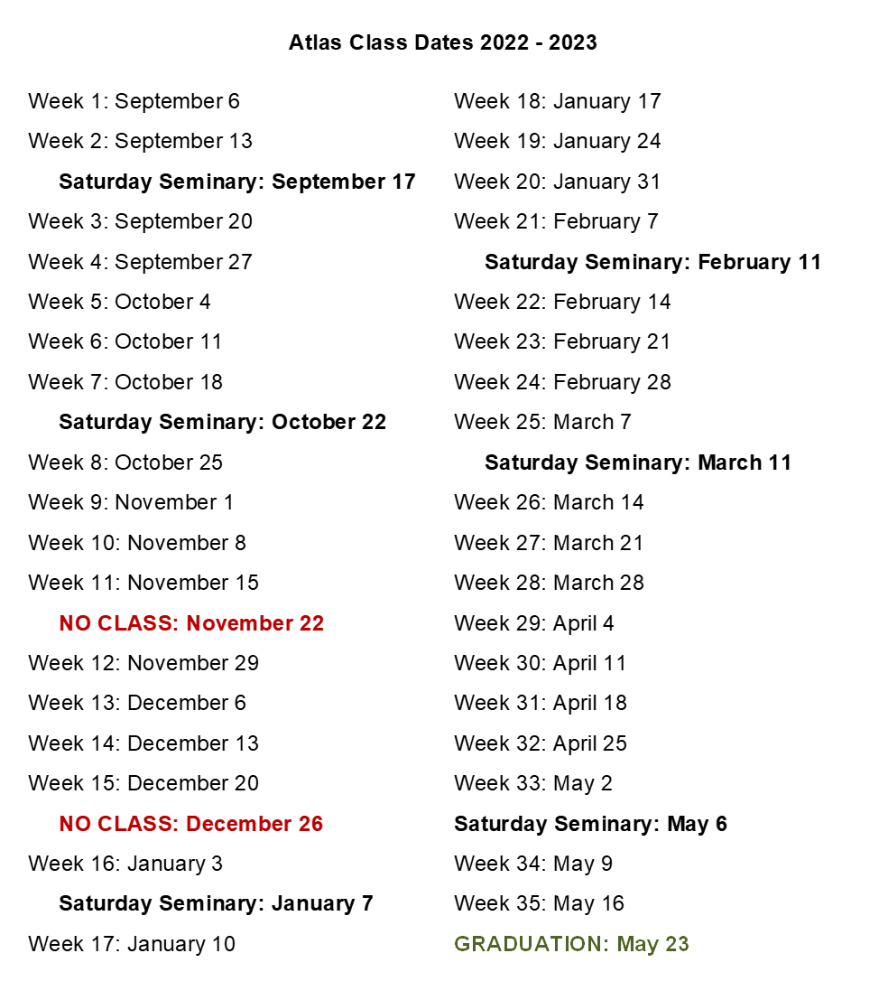 Atlas Class Dates 2022 - 2023
Week 1: September 6
Week 2: September 13
Saturday Seminary: September 17
Week 3: September 20
Week 4: September 27
Week 5: October 4
Week 6: October 11
Week 7: October 18
Saturday Seminary: October 22
Week 8: October 25
Week 9: November 1
Week 10: November 8
Week 11: November 15
NO CLASS: November 22
Week 12: November 29
Week 13: December 6
Week 14: December 13
Week 15: December 20
NO CLASS: December 26
Week 16: January 3
Saturday Seminary: January 7
Week 17: January 10
Week 18: January 17
Week 19: January 24
Week 20: January 31
Week 21: February 7
Saturday Seminary: February 11
Week 22: February 14
Week 23: February 21
Week 24: February 28
Week 25: March 7
Saturday Seminary: March 11
Week 26: March 14
Week 27: March 21
Week 28: March 28
Week 29: April 4
Week 30: April 11
Week 31: April 18
Week 32: April 25
Week 33: May 2
Saturday Seminary: May 6
Week 34: May 9
Week 35: May 16
GRADUATION: May 23